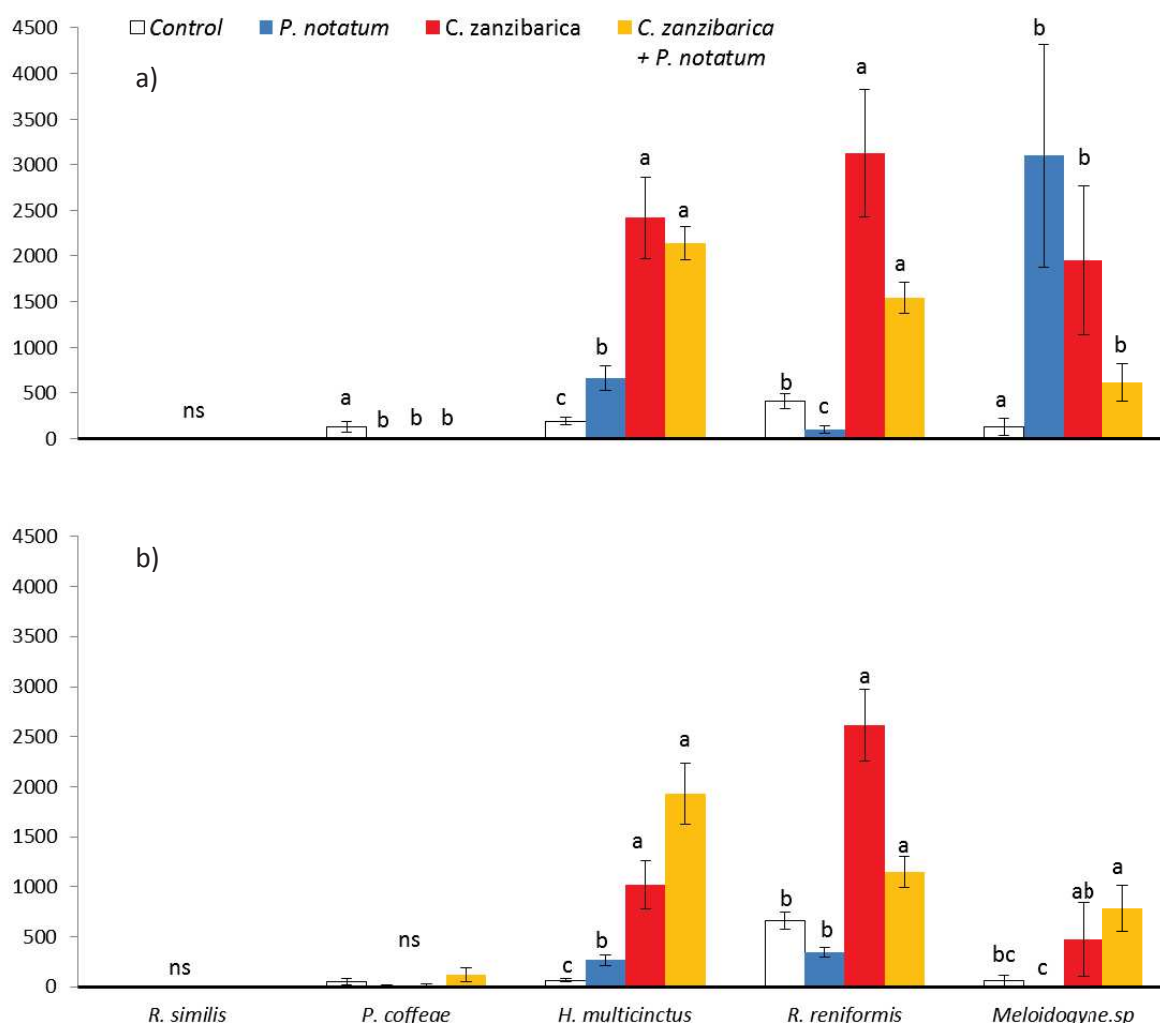 4500
Control P. notatum C. zanzibarica C. zanzibarica
+ P. notatum
b
4000
a)
a
3500
3000
a
b
2500
a
2000
a
1500
1000
b
b
500
ns a b b b c b c a
0
4500
b)
4000
3500
3000
a
2500
a
2000
1500
a
a
1000
a
b ab
500
ns b b
ns c bc c
0
R. similis P. coffeae H. multicinctus R. reniformis Meloidogyne.sp